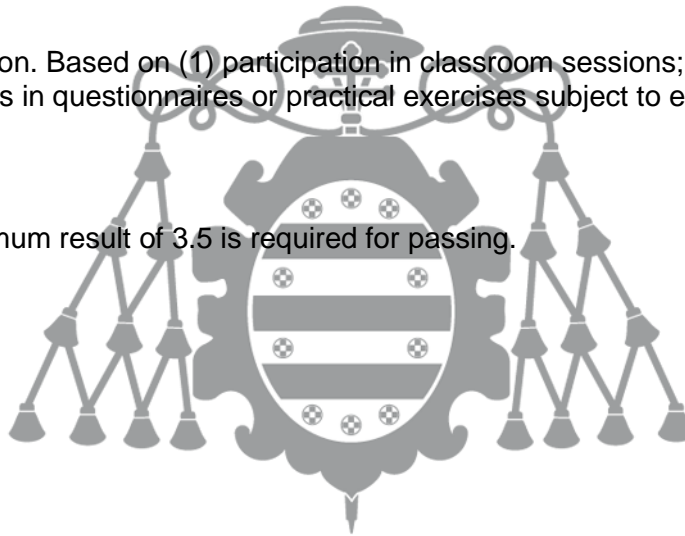 on. Based on (1) participation in classroom sessions;
s in questionnaires or practical exercises subject to e
mum result of 3.5 is required for passing.